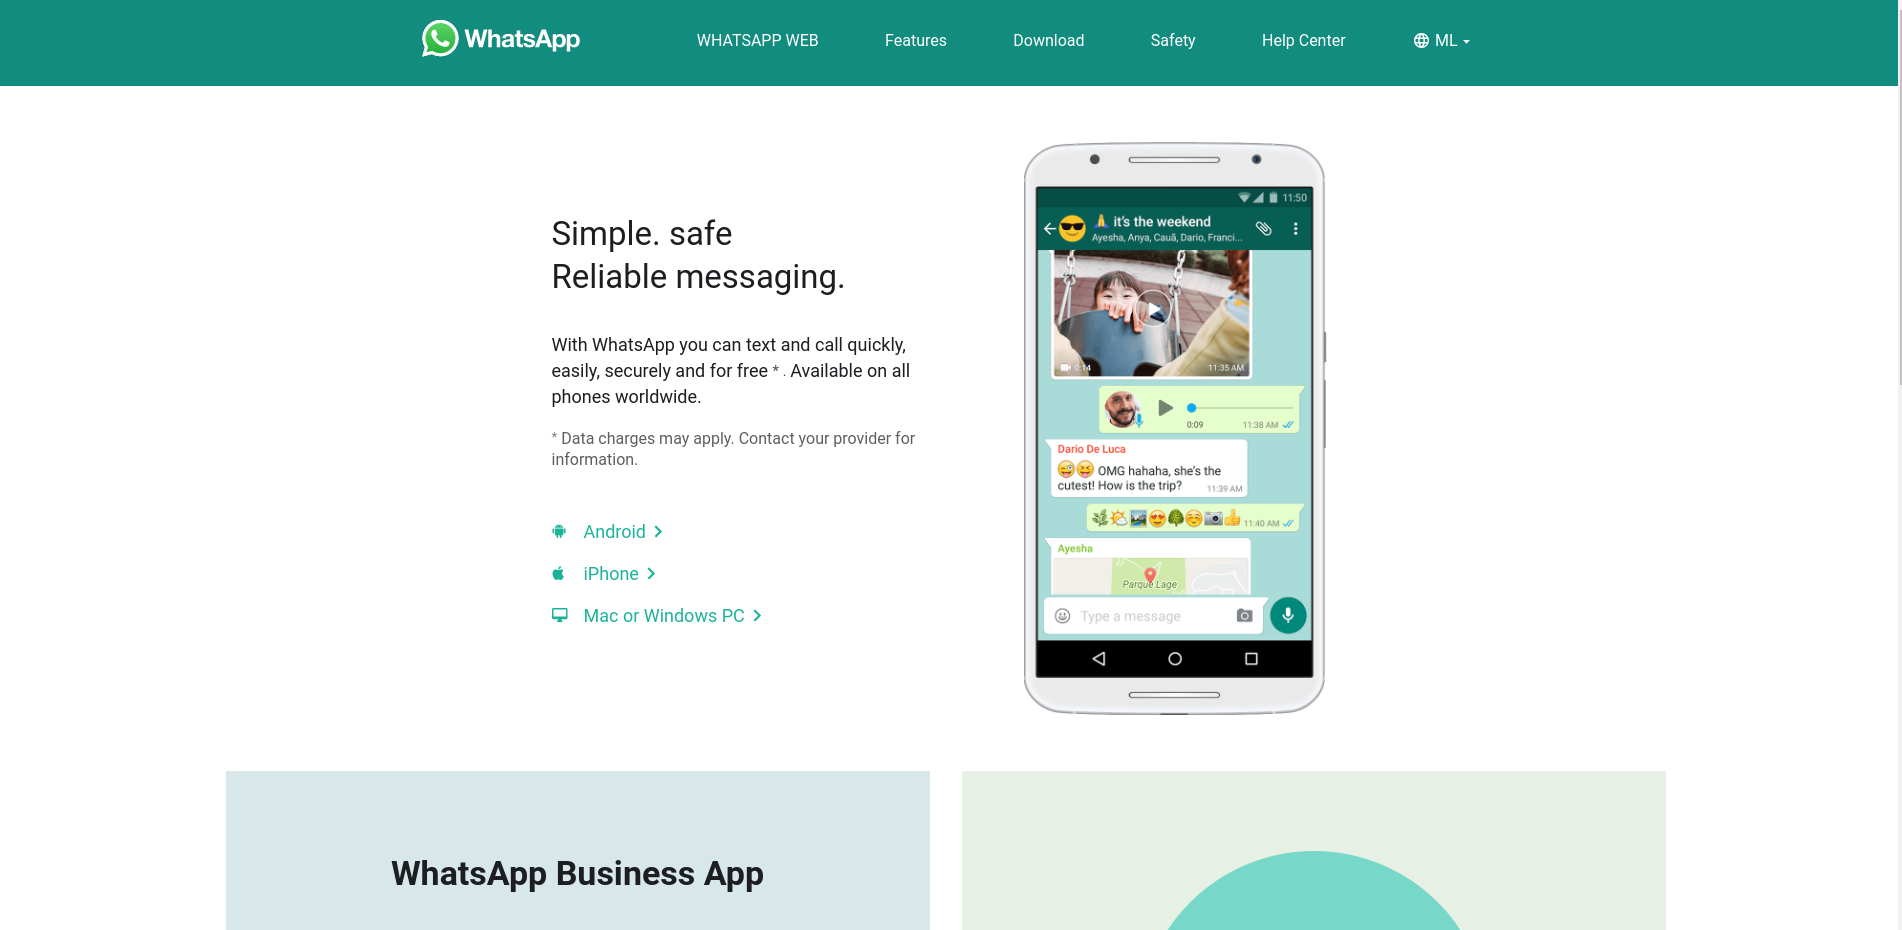 WhatsApp
WHATSAPP WEB
Features
Download
Safety
Help Center
ML
Simple. safe
Reliable messaging.
With WhatsApp you can text and call quickly,
easily, securely and for free * . Available on all
phones worldwide.
* Data charges may apply. Contact your provider for
information.
Android
iPhone
Mac or Windows PC
11:50
🙏 it's the weekend
Ayesha, Anya, Cauã, Dario, Franci...
0:14
11:35 AM
0:09
11:38 AM
Dario De Luca
😜😝 OMG hahaha, she's the
cutest! How is the trip?
11:39 AM
🌿🌤🏞😍🌳☺📷👍 11:40 AM
Ayesha
Parque Lage
Type a message
WhatsApp Business App